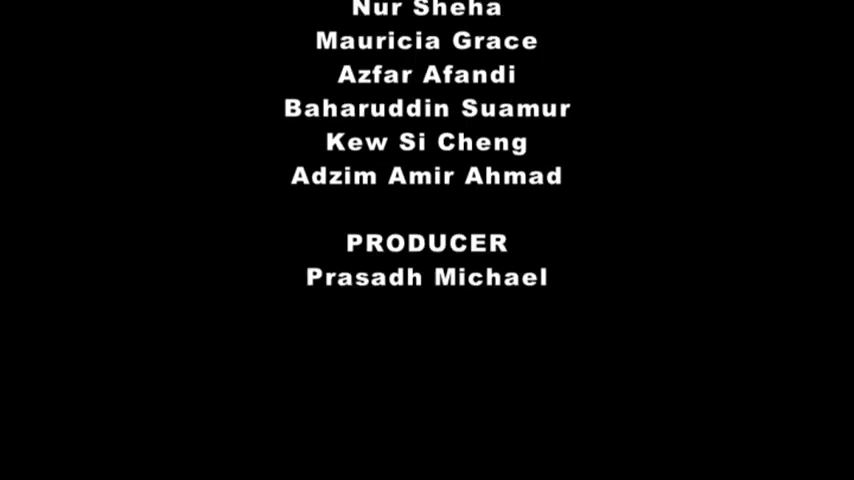 Nur Sheha
Mauricia Grace
Azfar Afandi
Baharuddin Suamur
Kew Si Cheng
Adzim Amir Ahmad
PRODUCER
Prasadh Michael